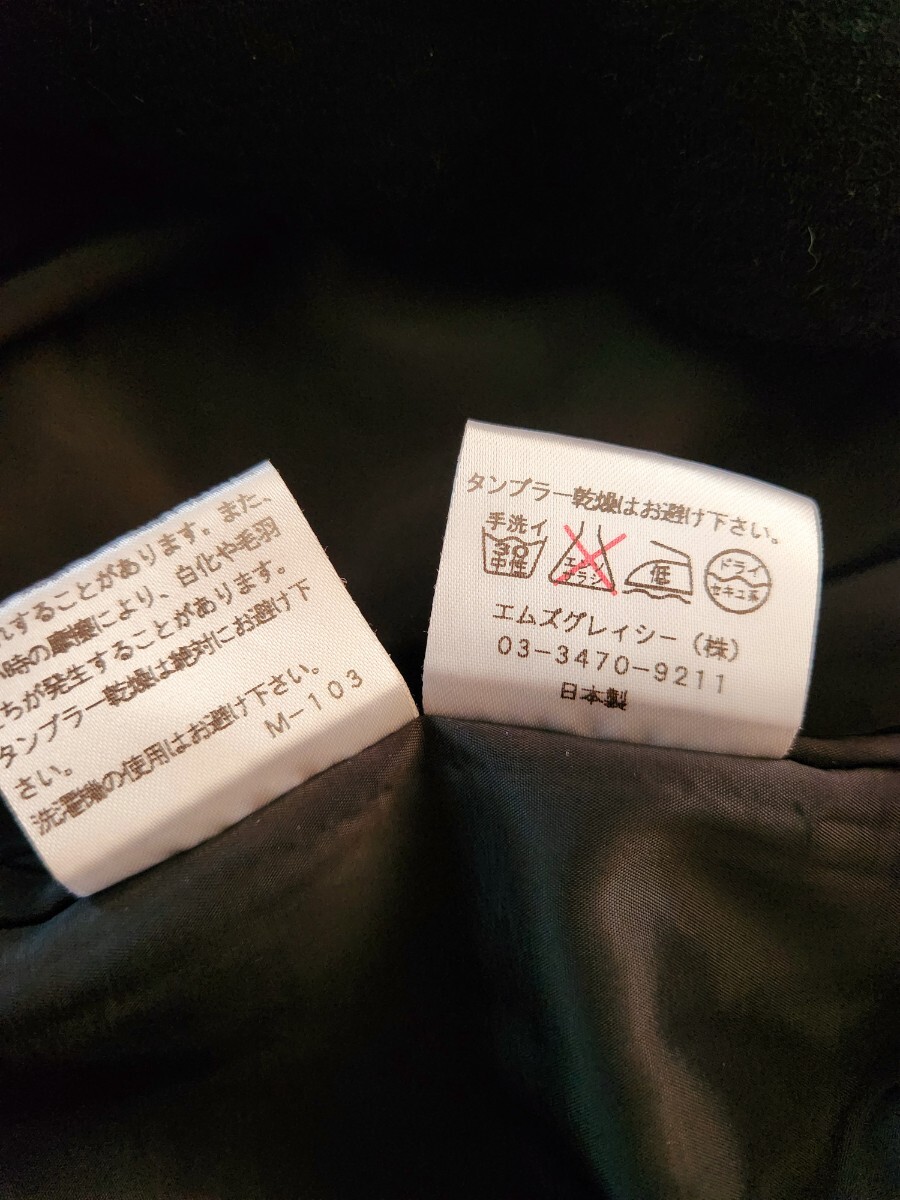 れすることがあります。また、
時の摩擦により、白化や毛羽
ちが発生することがあります。
タンブラー乾燥は絶対にお避け下
さい。
洗濯機の使用はお避け下さい。
M-103
タンブラー乾燥はお避け下さい。
手洗イ
30
中性
エンソ
サラシ
低
ドライ
セキユ系
エムズグレイシー(株)
03-3470-9211
日本製